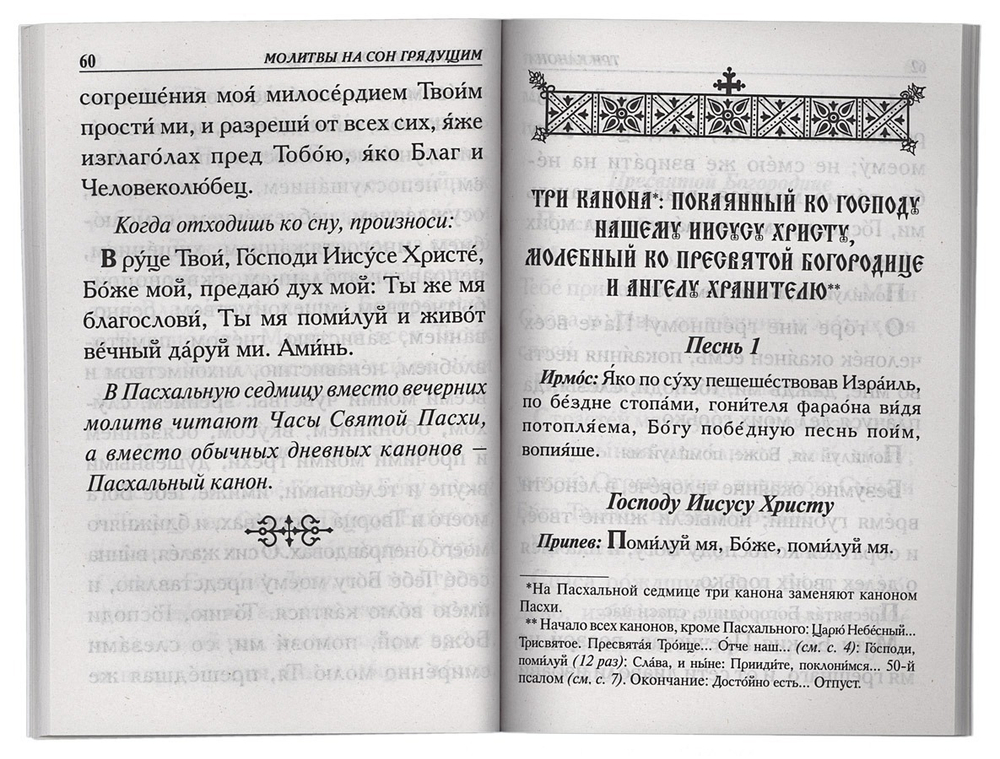 60 МОЛИТВЫ НА СОН ГРЯДУЩИМ
согреше́ния моя́ милосе́рдием Твои́м
прости́ ми, и разреши́ от всех сих, я́же
изглаго́лах пред Тобо́ю, я́ко Благ и
Человеколю́бец.
Когда отходишь ко сну, произноси:
В ру́це Твои́, Го́споди Иису́се Христе́,
Бо́же мой, предаю́ дух мой: Ты же мя
благослови́, Ты мя поми́луй и живо́т
ве́чный да́руй ми. Ами́нь.
В Пасхальную седмицу вместо вечерних
молитв читают Часы Святой Пасхи,
а вместо обычных дневных канонов –
Пасхальный канон.
ТРИ КАНОНА*: ПОКАЯННЫЙ КО ГОСПОДУ
НАШЕМУ ИИСУСУ ХРИСТУ,
МОЛЕБНЫЙ КО ПРЕСВЯТОЙ БОГОРОДИЦЕ
И АНГЕЛУ ХРАНИТЕЛЮ**
Песнь 1
Ирмо́с: Я́ко по су́ху пешеше́ствовав Изра́иль,
по бе́здне стопа́ми, гони́теля фарао́на ви́дя
потопля́ема, Бо́гу побе́дную песнь пои́м,
вопия́ше.
Господу Иисусу Христу
Припев: Поми́луй мя, Бо́же, поми́луй мя.
*На Пасхальной седмице три канона заменяют каноном
Пасхи.
** Начало всех канонов, кроме Пасхального: Царю́ Небе́сный...
Трисвятое. Пресвята́я Тро́ице... Отче наш... (см. с. 4): Го́споди,
поми́луй (12 раз): Сла́ва, и ны́не: Прииди́те, поклони́мся... 50-й
псалом (см. с. 7). Окончание: Досто́йно есть... Отпуст.